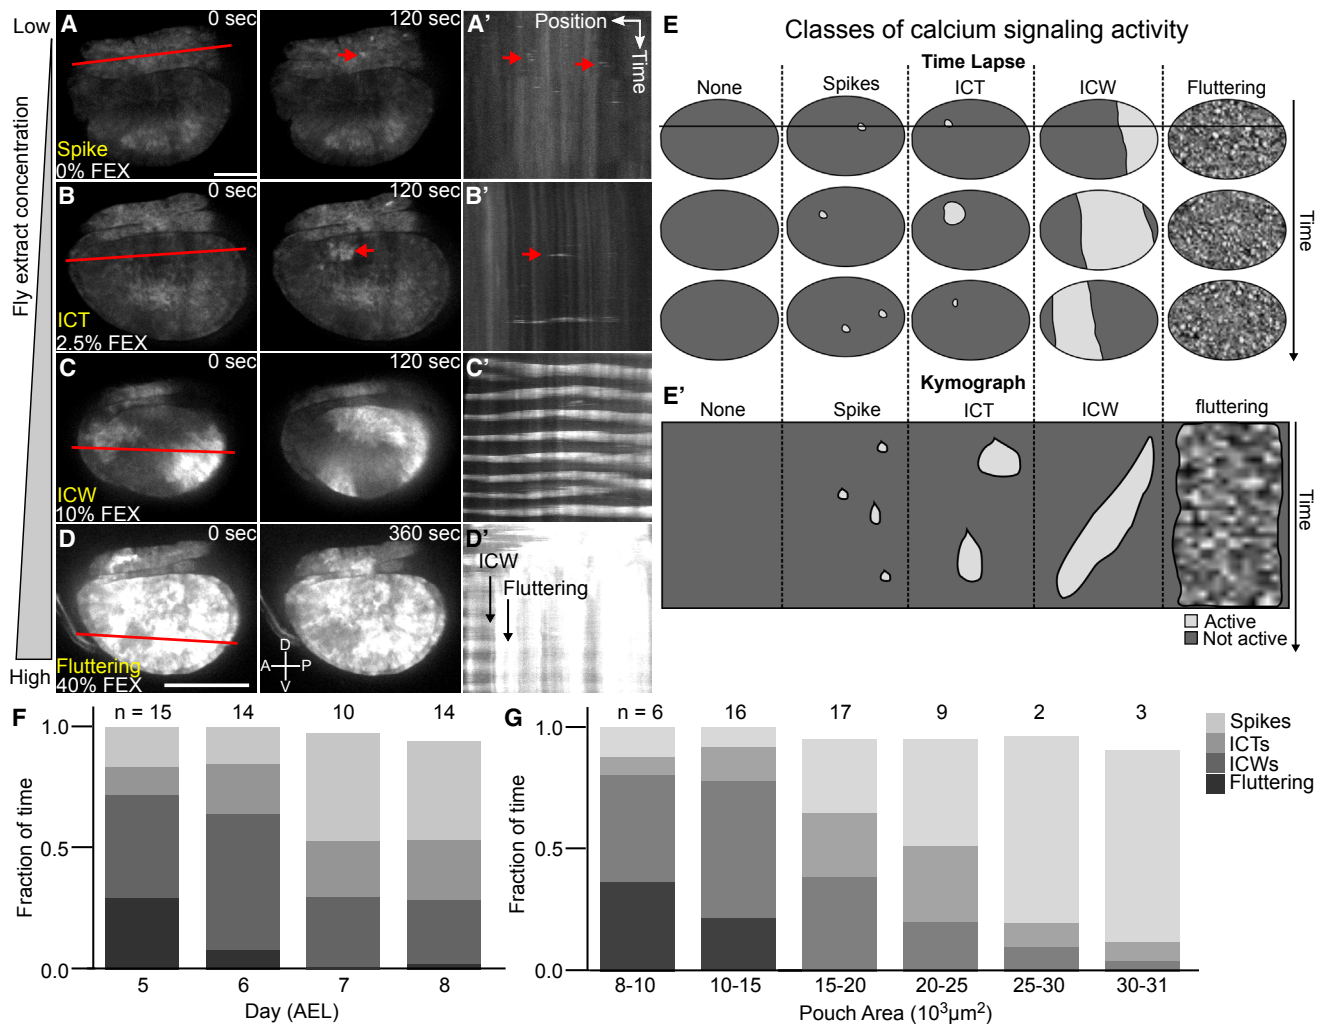 Low
Fly extract concentration
High
A
0 sec
Spike
0% FEX
120 sec
A'
Position
Time
B
0 sec
ICT
2.5% FEX
120 sec
B'
C
0 sec
ICW
10% FEX
120 sec
C'
D
0 sec
Fluttering
40% FEX
360 sec
D
A
P
V
D'
ICW
Fluttering
E
Classes of calcium signaling activity
Time Lapse
None
Spikes
ICT
ICW
Fluttering
Time
Kymograph
E'
None
Spike
ICT
ICW
fluttering
Time
Active
Not active
F
n = 15
14
10
14
1.0
0.5
0.0
Fraction of time
5
6
7
8
Day (AEL)
G
n = 6
16
17
9
2
3
1.0
0.5
0.0
Fraction of time
8-10
10-15
15-20
20-25
25-30
30-31
Pouch Area (10³µm²)
Spikes
ICTs
ICWs
Fluttering